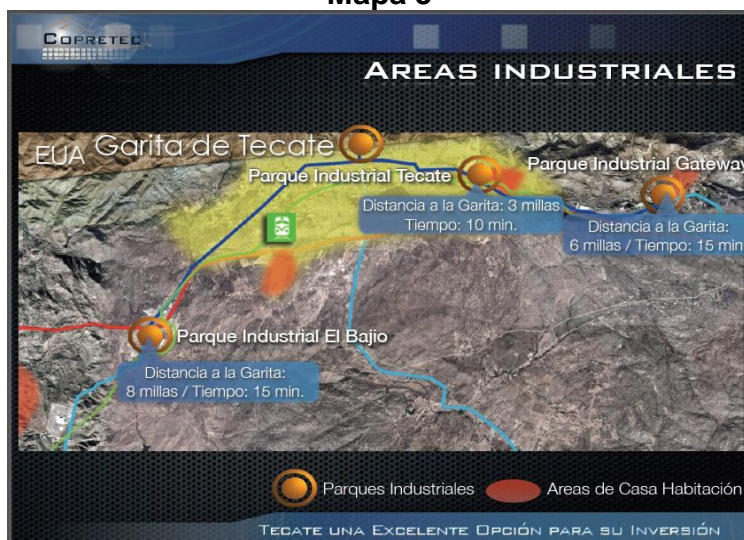 COPRETEC
AREAS INDUSTRIALES
EUA
Garita de Tecate
Parque Industrial Tecate
Parque Industrial Gateway
Distancia a la Garita: 3 millas
Tiempo: 10 min.
Distancia a la Garita:
6 millas / Tiempo: 15 min
Parque Industrial El Bajio
Distancia a la Garita:
8 millas / Tiempo: 15 min.
Parques Industriales
Areas de Casa Habitación
TECATE UNA EXCELENTE OPCIÓN PARA SU INVERSIÓN